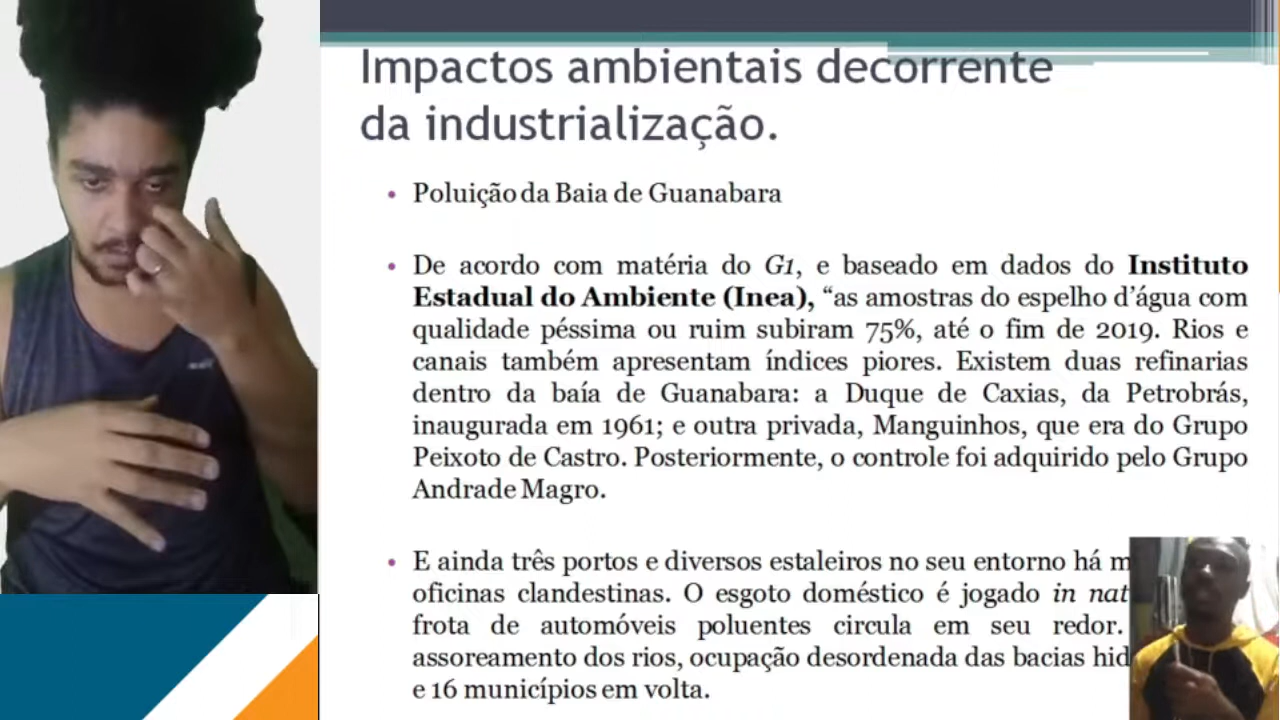 Impactos ambientais decorrente
da industrialização.
• Poluição da Baia de Guanabara
• De acordo com matéria do G1, e baseado em dados do Instituto
Estadual do Ambiente (Inea), “as amostras do espelho d’água com
qualidade péssima ou ruim subiram 75%, até o fim de 2019. Rios e
canais também apresentam índices piores. Existem duas refinarias
dentro da baía de Guanabara: a Duque de Caxias, da Petrobrás,
inaugurada em 1961; e outra privada, Manguinhos, que era do Grupo
Peixoto de Castro. Posteriormente, o controle foi adquirido pelo Grupo
Andrade Magro.
• E ainda três portos e diversos estaleiros no seu entorno há
oficinas clandestinas. O esgoto doméstico é jogado in
frota de automóveis poluentes circula em seu redor.
assoreamento dos rios, ocupação desordenada das bacias
e 16 municípios em volta.